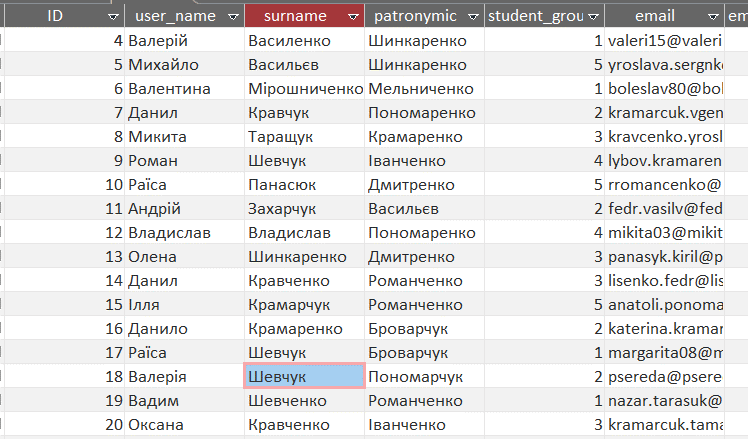 ID user_name surname patronymic student_grou email em
4 Валерій Василенко Шинкаренко 1 valeri15@valeri
5 Михайло Васильєв Шинкаренко 5 yroslava.sergnko
6 Валентина Мірошниченко Мельниченко 1 boleslav80@bol
7 Данил Кравчук Пономаренко 2 kramarcuk.vgen
8 Микита Таращук Крамаренко 3 kravcenko.yrosl
9 Роман Шевчук Іванченко 4 lybov.kramaren
10 Раїса Панасюк Дмитренко 5 rromancenko@
11 Андрій Захарчук Васильєв 2 fedr.vasilv@fed
12 Владислав Владислав Пономаренко 4 mikita03@mikit
13 Олена Шинкаренко Дмитренко 3 panasyk.kiril@p
14 Данил Кравченко Романченко 3 lisenko.fedr@lis
15 Ілля Крамарчук Романченко 5 anatoli.ponoma
16 Данило Крамаренко Броварчук 2 katerina.kramar
17 Раїса Шевчук Броварчук 1 margarita08@m
18 Валерія Шевчук Пономарчук 2 psereda@psere
19 Вадим Шевченко Романченко 1 nazar.tarasuk@
20 Оксана Кравченко Іванченко 3 kramarcuk.tama